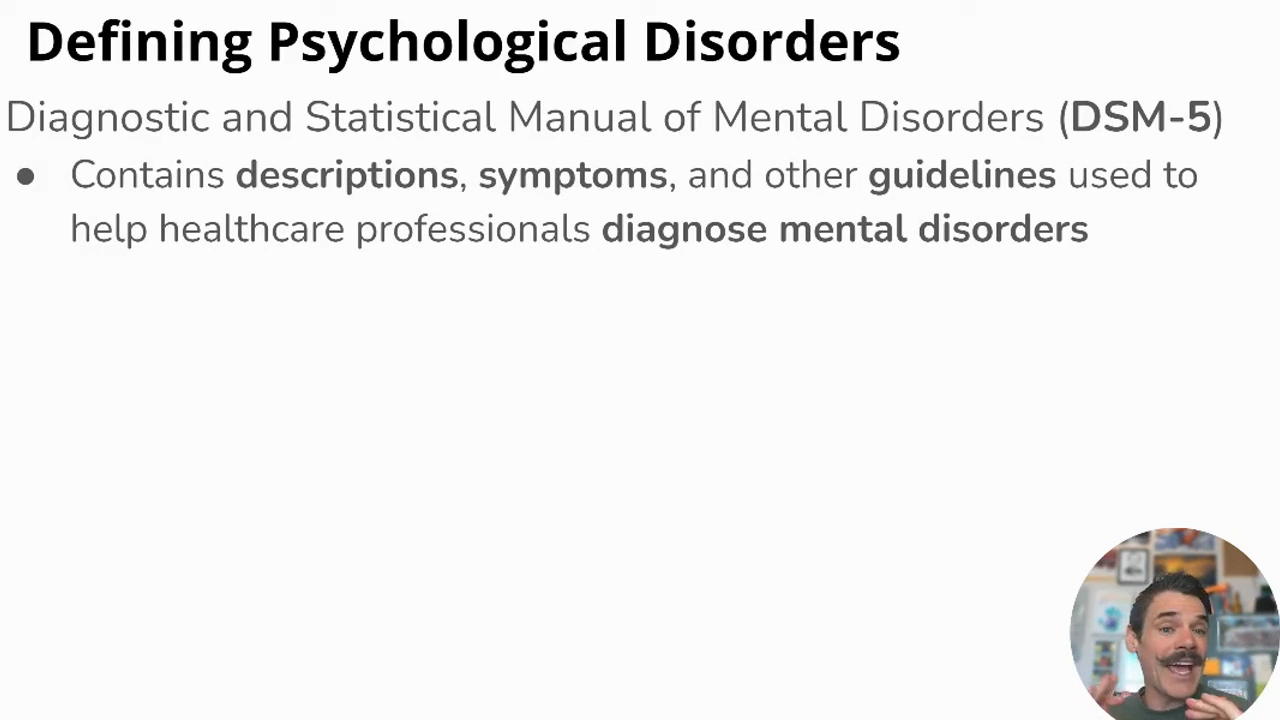 Defining Psychological Disorders
Diagnostic and Statistical Manual of Mental Disorders (DSM-5)
● Contains descriptions, symptoms, and other guidelines used to
help healthcare professionals diagnose mental disorders